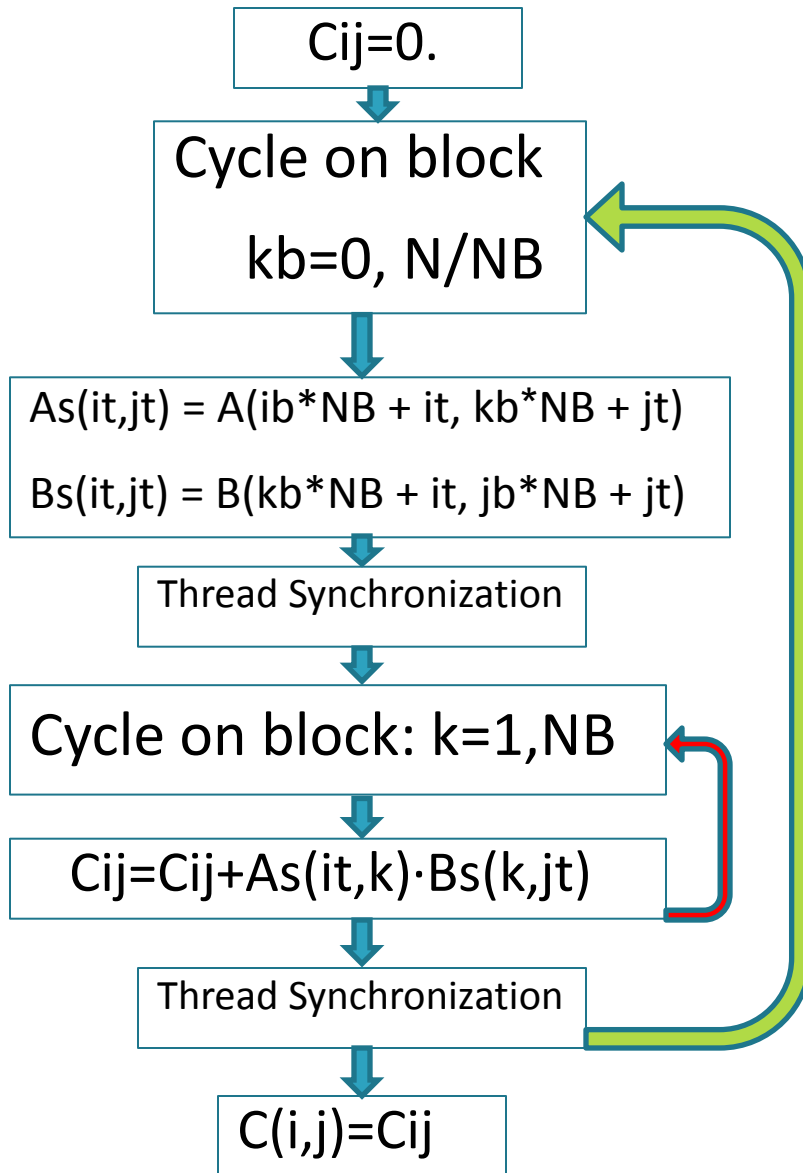 Cij=0.
Cycle on block
kb=0, N/NB
As(it,jt) = A(ib*NB + it, kb*NB + jt)
Bs(it,jt) = B(kb*NB + it, jb*NB + jt)
Thread Synchronization
Cycle on block: k=1,NB
Cij=Cij+As(it,k)·Bs(k,jt)
Thread Synchronization
C(i,j)=Cij